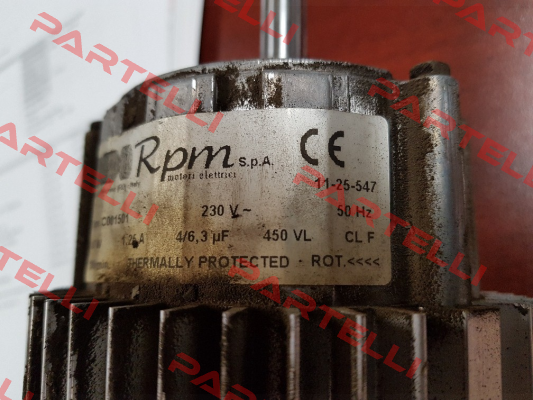 Rpm S.p.A.
motori elettrici
11-25-547
230 V~ 50 Hz
4/6,3 µF 450 VL CL F
THERMALLY PROTECTED - ROT.<<<<
PARTELLI
PARTELLI
PARTELLI
PARTELLI
PARTELLI
PARTELLI